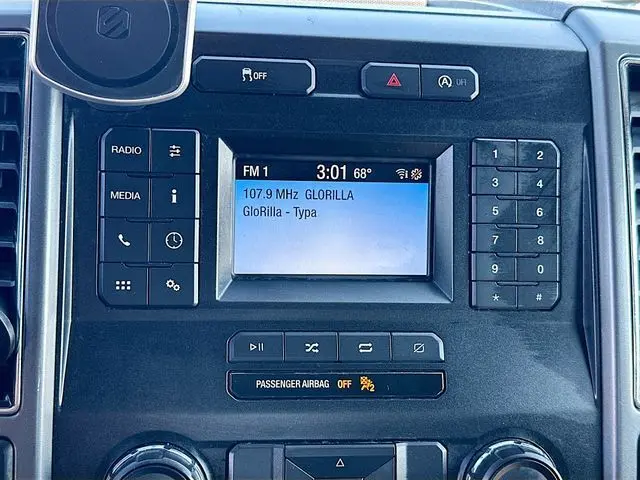 OFF
A OFF
RADIO
MEDIA
i
FM 1 3:01 68°
107.9 MHz GLORILLA
GloRilla - Typa
1 2
3 4
5 6
7 8
9 0
* #
PASSENGER AIRBAG OFF 2